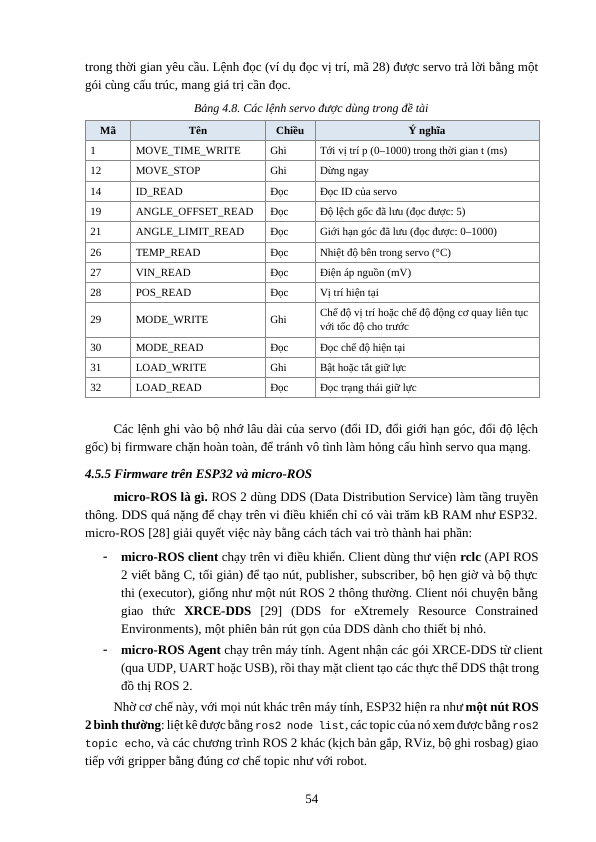 trong thời gian yêu cầu. Lệnh đọc (ví dụ đọc vị trí, mã 28) được servo trả lời bằng một
gói cùng cấu trúc, mang giá trị cần đọc.
Bảng 4.8. Các lệnh servo được dùng trong đề tài
Mã Tên Chiều Ý nghĩa
1 MOVE_TIME_WRITE Ghi Tới vị trí p (0–1000) trong thời gian t (ms)
12 MOVE_STOP Ghi Dừng ngay
14 ID_READ Đọc Đọc ID của servo
19 ANGLE_OFFSET_READ Đọc Độ lệch gốc đã lưu (đọc được: 5)
21 ANGLE_LIMIT_READ Đọc Giới hạn góc đã lưu (đọc được: 0–1000)
26 TEMP_READ Đọc Nhiệt độ bên trong servo (°C)
27 VIN_READ Đọc Điện áp nguồn (mV)
28 POS_READ Đọc Vị trí hiện tại
29 MODE_WRITE Ghi Chế độ vị trí hoặc chế độ động cơ quay liên tục
với tốc độ cho trước
30 MODE_READ Đọc Đọc chế độ hiện tại
31 LOAD_WRITE Ghi Bật hoặc tắt giữ lực
32 LOAD_READ Đọc Đọc trạng thái giữ lực
Các lệnh ghi vào bộ nhớ lâu dài của servo (đổi ID, đổi giới hạn góc, đổi độ lệch
gốc) bị firmware chặn hoàn toàn, để tránh vô tình làm hỏng cấu hình servo qua mạng.
4.5.5 Firmware trên ESP32 và micro-ROS
micro-ROS là gì. ROS 2 dùng DDS (Data Distribution Service) làm tầng truyền
thông. DDS quá nặng để chạy trên vi điều khiển chỉ có vài trăm kB RAM như ESP32.
micro-ROS [28] giải quyết việc này bằng cách tách vai trò thành hai phần:
- micro-ROS client chạy trên vi điều khiển. Client dùng thư viện rclc (API ROS
2 viết bằng C, tối giản) để tạo nút, publisher, subscriber, bộ hẹn giờ và bộ thực
thi (executor), giống như một nút ROS 2 thông thường. Client nói chuyện bằng
giao thức XRCE-DDS [29] (DDS for eXtremely Resource Constrained
Environments), một phiên bản rút gọn của DDS dành cho thiết bị nhỏ.
- micro-ROS Agent chạy trên máy tính. Agent nhận các gói XRCE-DDS từ client
(qua UDP, UART hoặc USB), rồi thay mặt client tạo các thực thể DDS thật trong
đồ thị ROS 2.
Nhờ cơ chế này, với mọi nút khác trên máy tính, ESP32 hiện ra như một nút ROS
2 bình thường: liệt kê được bằng ros2 node list, các topic của nó xem được bằng ros2
topic echo, và các chương trình ROS 2 khác (kịch bản gắp, RViz, bộ ghi rosbag) giao
tiếp với gripper bằng đúng cơ chế topic như với robot.
54